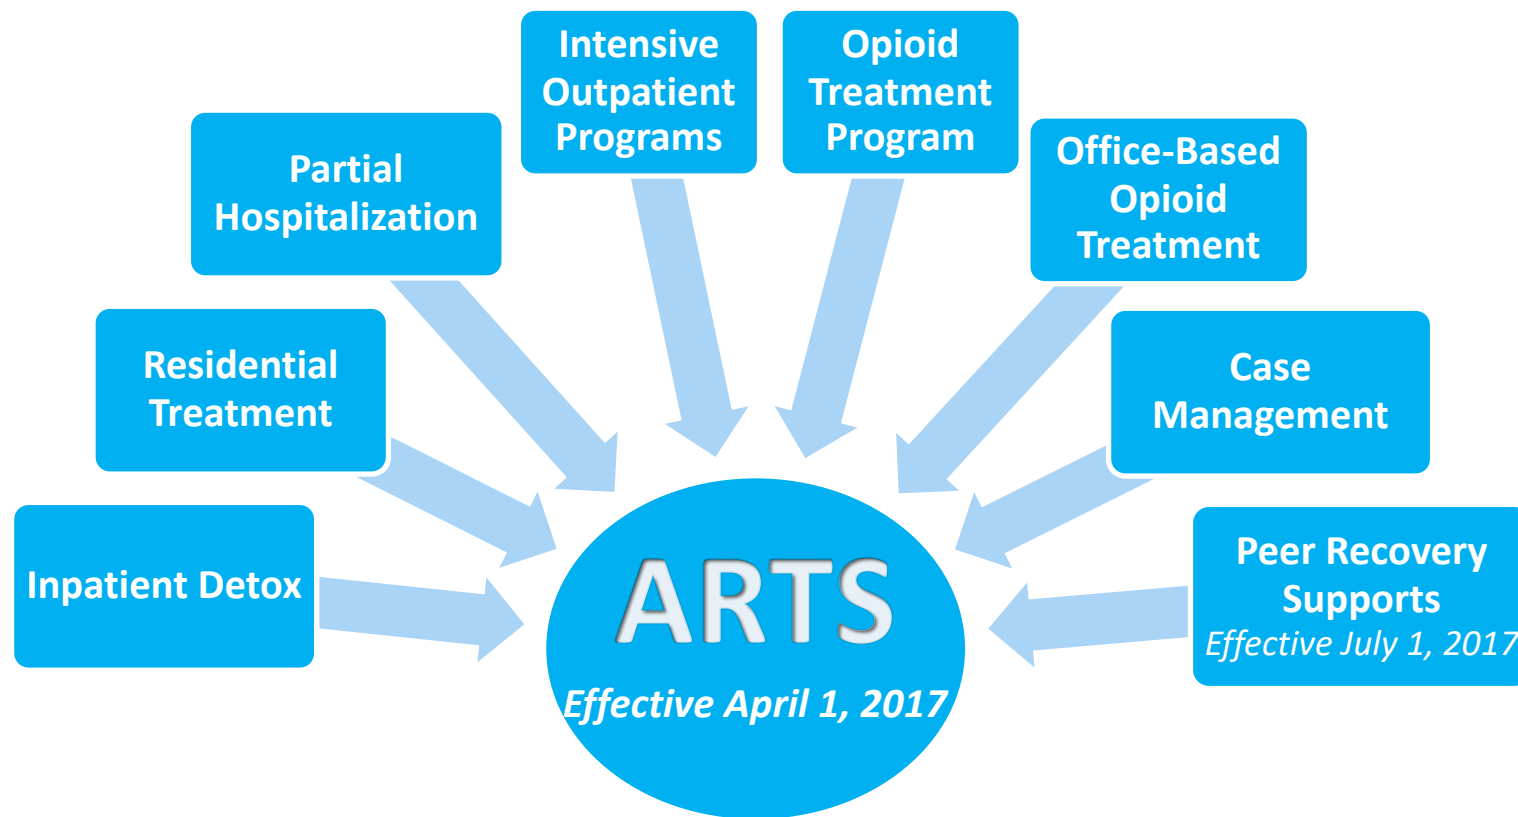 Inpatient Detox
Residential
Treatment
Partial
Hospitalization
Intensive
Outpatient
Programs
Opioid
Treatment
Program
Office-Based
Opioid
Treatment
Case
Management
Peer Recovery
Supports
Effective July 1, 2017
ARTS
Effective April 1, 2017